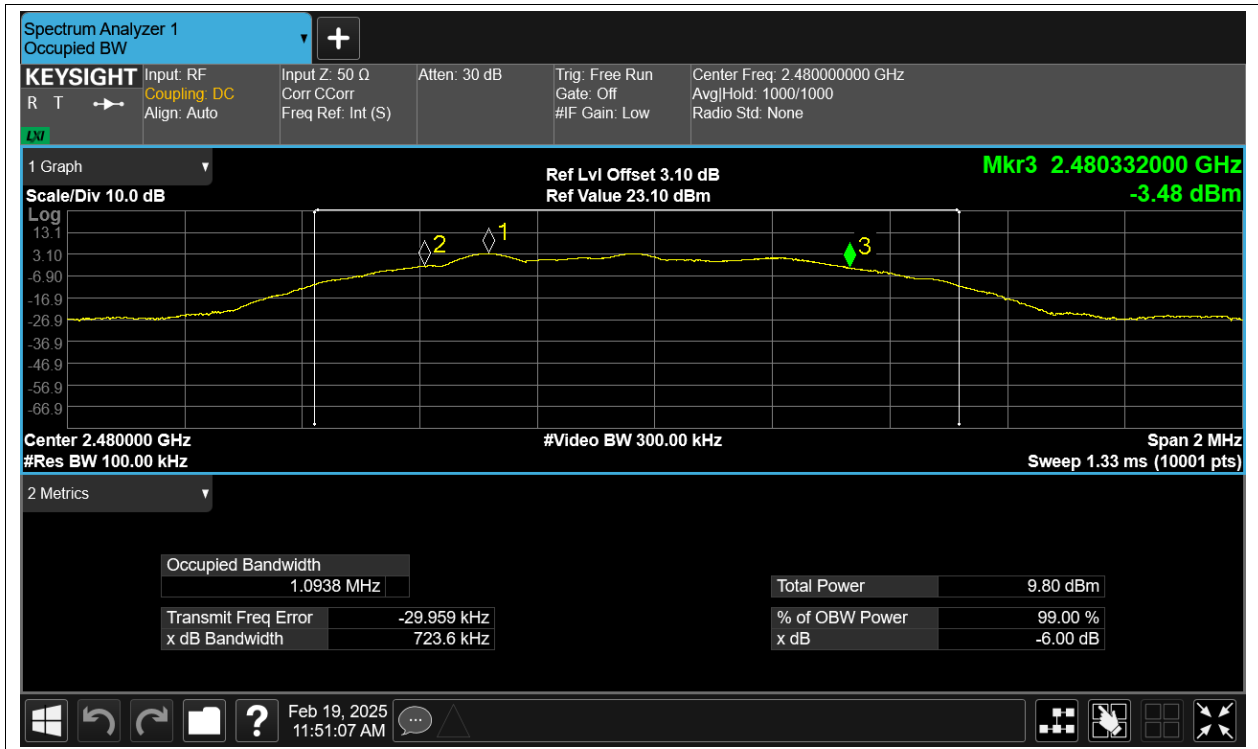 Spectrum Analyzer 1
Occupied BW
+
KEYSIGHT
R T
LXI
Input: RF
Coupling: DC
Align: Auto
Input Z: 50 Ω
Corr CCorr
Freq Ref: Int (S)
Atten: 30 dB
Trig: Free Run
Gate: Off
#IF Gain: Low
Center Freq: 2.480000000 GHz
Avg|Hold: 1000/1000
Radio Std: None
1 Graph
Scale/Div 10.0 dB
Ref Lvl Offset 3.10 dB
Ref Value 23.10 dBm
Mkr3 2.480332000 GHz
-3.48 dBm
Log
13.1
3.10
-6.90
-16.9
-26.9
-36.9
-46.9
-56.9
-66.9
2
1
3
Center 2.480000 GHz
#Res BW 100.00 kHz
#Video BW 300.00 kHz
Span 2 MHz
Sweep 1.33 ms (10001 pts)
2 Metrics
Occupied Bandwidth
1.0938 MHz
Transmit Freq Error -29.959 kHz
x dB Bandwidth 723.6 kHz
Total Power 9.80 dBm
% of OBW Power 99.00 %
x dB -6.00 dB
?
Feb 19, 2025
11:51:07 AM